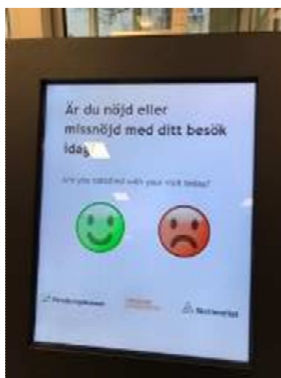 Är du nöjd eller
missnöjd med ditt besök
idag?
Are you satisfied with your visit today?
Försäkringskassan
Skatteverket